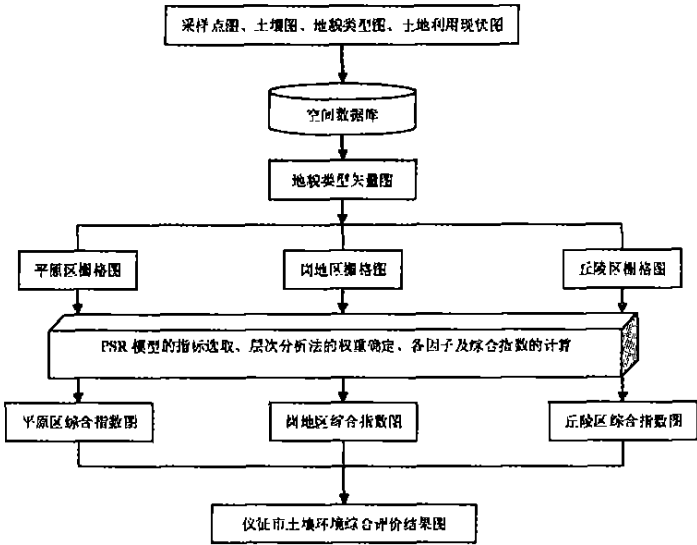 采样点图、土壤图、地貌类型图、土地利用现状图
空间数据库
地貌类型矢量图
平原区栅格图
岗地区栅格图
丘陵区栅格图
PSR 模型的指标选取、层次分析法的权重确定、各因子及综合指数的计算
平原区综合指数图
岗地区综合指数图
丘陵区综合指数图
仪征市土壤环境综合评价结果图